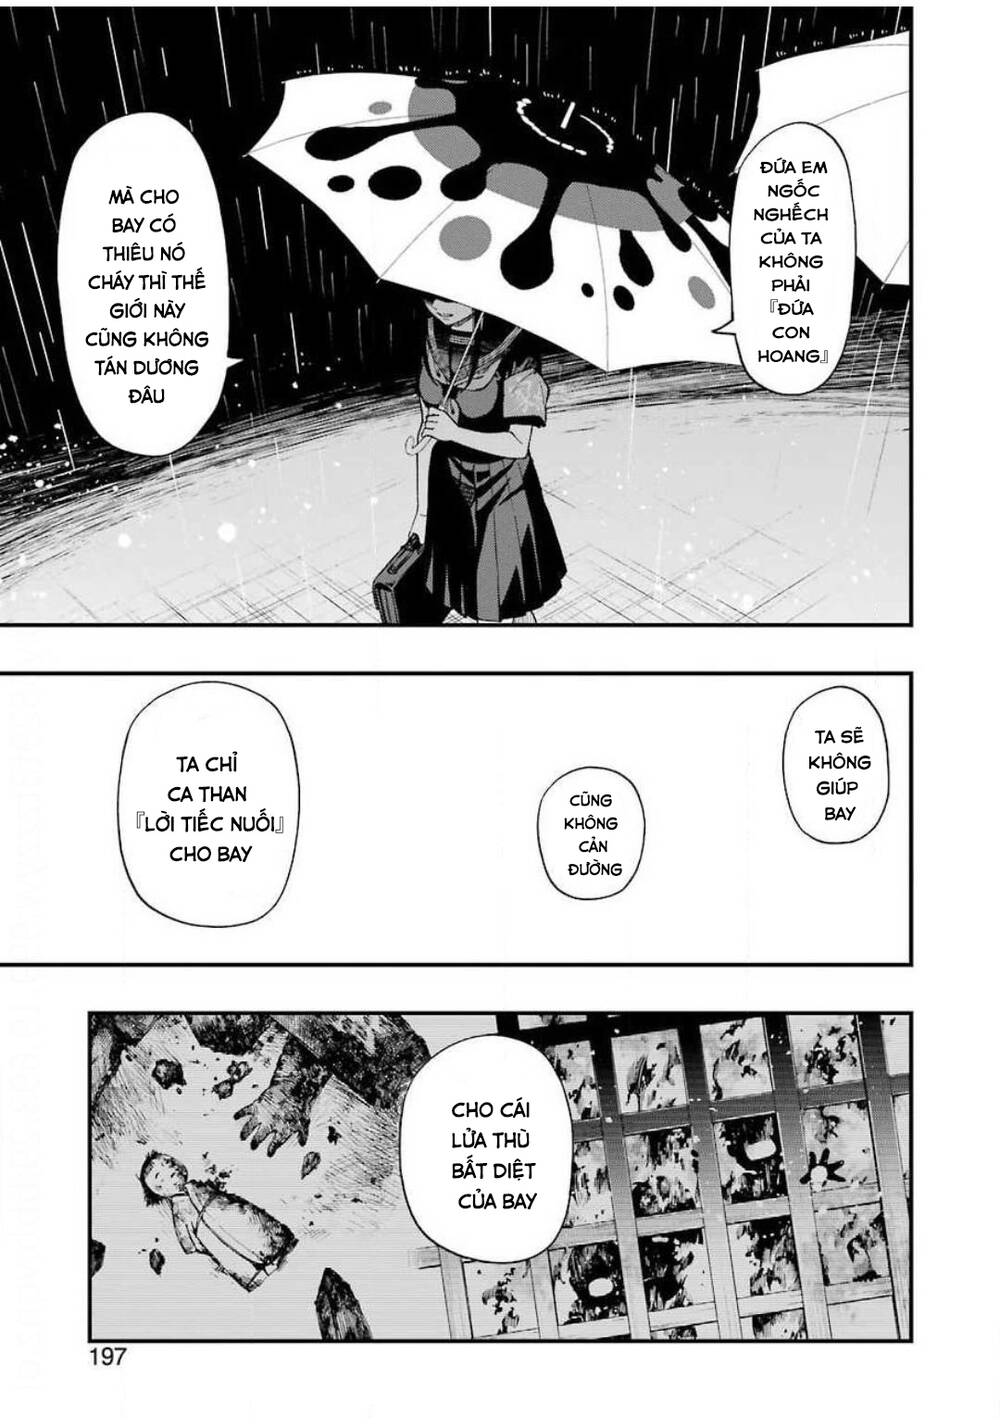 ĐỨA EM
NGỐC
NGHẾCH
CỦA TA
KHÔNG
PHẢI
『ĐỨA
CON
HOANG』
MÀ CHO
BAY CÓ
THIÊU NÓ
CHÁY THÌ THẾ
GIỚI NÀY
CŨNG KHÔNG
TÁN DƯƠNG
ĐÂU
TA SẼ
KHÔNG
GIÚP
BAY
CŨNG
KHÔNG
CẢN
ĐƯỜNG
TA CHỈ
CA THAN
『LỜI TIẾC NUỐI』
CHO BAY
CHO CÁI
LỬA THÙ
BẤT DIỆT
CỦA BAY
197